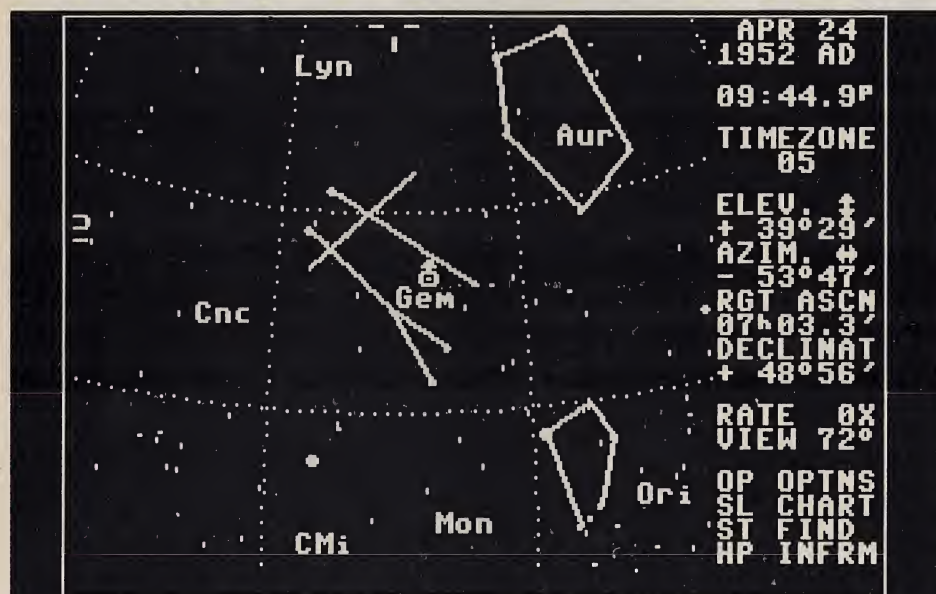 APR 24
1952 AD
09:44.9P
TIMEZONE
05
ELEV. ↕
+ 39°29'
AZIM. ↔
- 53°47'
RGT ASCN
07h03.3'
DECLINAT
+ 48°56'
RATE 0X
VIEW 72°
OP OPTNS
SL CHART
ST FIND
HP INFRM
Lyn
Aur
Gem
Cnc
Ori
Mon
CMi